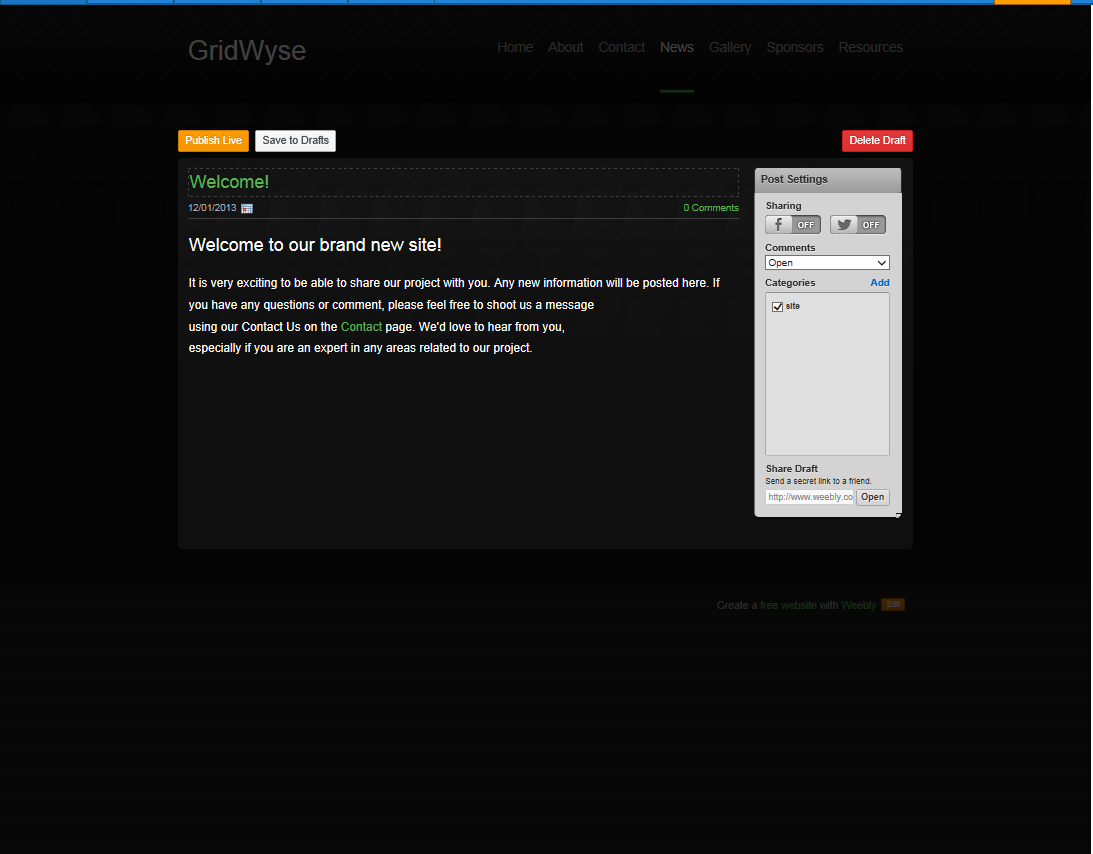 GridWyse
Home About Contact News Gallery Sponsors Resources
Publish Live Save to Drafts Delete Draft
Welcome!
12/01/2013 0 Comments
Welcome to our brand new site!
It is very exciting to be able to share our project with you. Any new information will be posted here. If
you have any questions or comment, please feel free to shoot us a message
using our Contact Us on the Contact page. We'd love to hear from you,
especially if you are an expert in any areas related to our project.
Post Settings
Sharing
OFF OFF
Comments
Open
Categories Add
site
Share Draft
Send a secret link to a friend.
http://www.weebly.co Open
Create a free website with Weebly